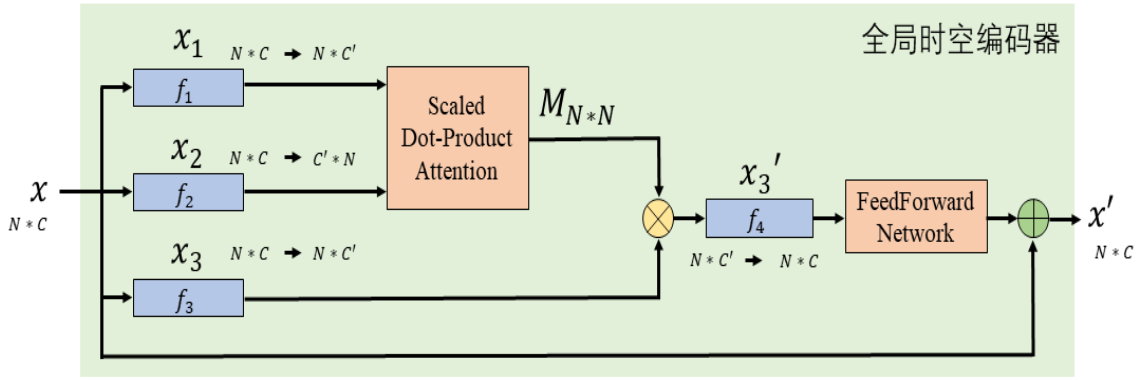 全局时空编码器
x₁ N*C → N*C′
f₁
Scaled
Dot-Product
Attention
M_{N*N}
x₂ N*C → C′*N
f₂
x
N*C
x₃ N*C → N*C′
f₃
x₃′
f₄
N*C′ → N*C
FeedForward
Network
x′
N*C